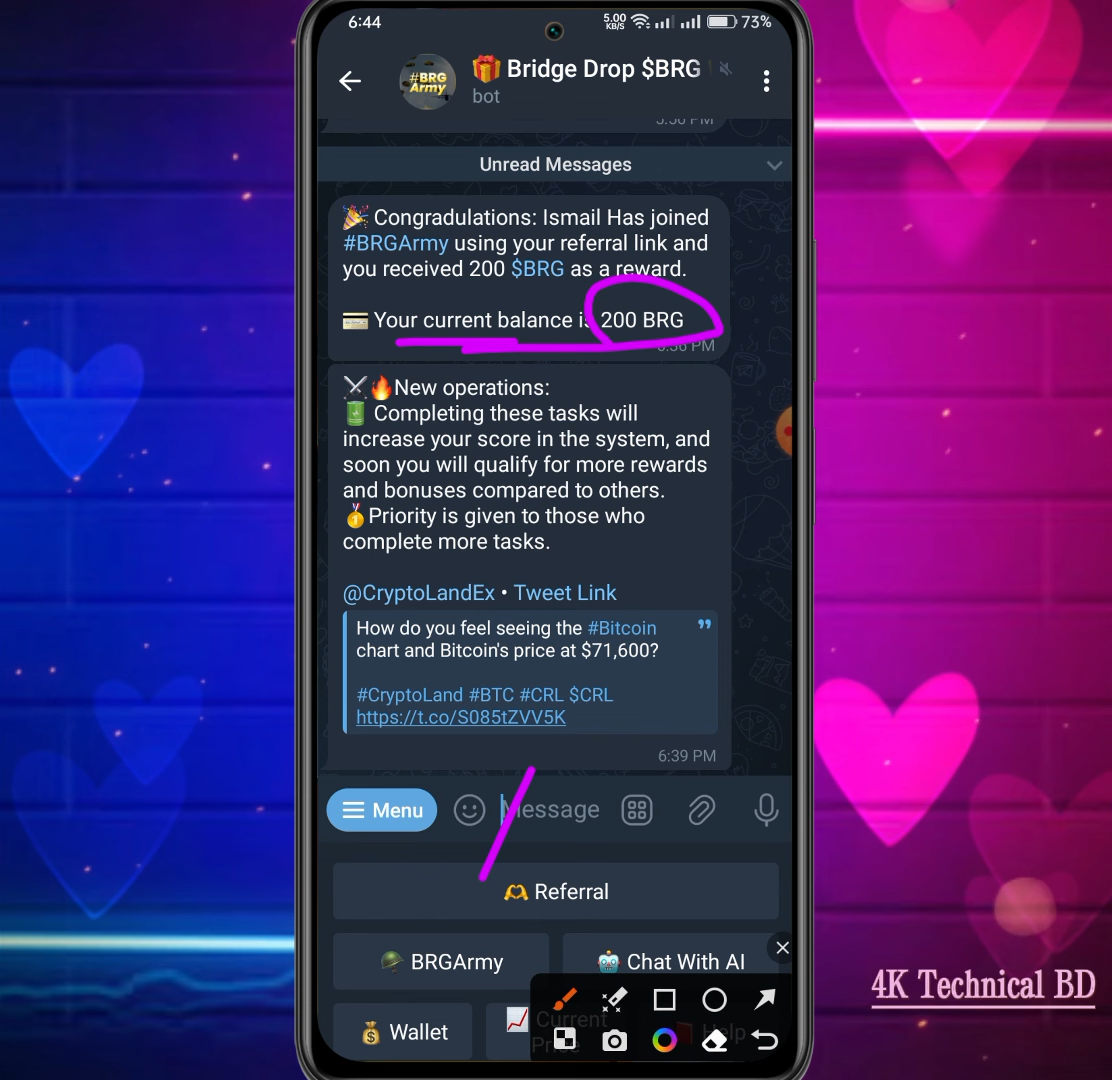 6:44
5.00 KB/S
73%
#BRG
Army
🎁 Bridge Drop $BRG
bot
Unread Messages
🎉 Congradulations: Ismail Has joined
#BRGArmy using your referral link and
you received 200 $BRG as a reward.
💳 Your current balance is 200 BRG
⚔🔥New operations:
🔋 Completing these tasks will
increase your score in the system, and
soon you will qualify for more rewards
and bonuses compared to others.
🥇Priority is given to those who
complete more tasks.
@CryptoLandEx • Tweet Link
How do you feel seeing the #Bitcoin
chart and Bitcoin's price at $71,600?
#CryptoLand #BTC #CRL $CRL
https://t.co/S085tZVV5K
6:39 PM
Menu
Message
🫶 Referral
🪖 BRGArmy
🤖 Chat With AI
💰 Wallet
📈 Current
Price
Help
4K Technical BD